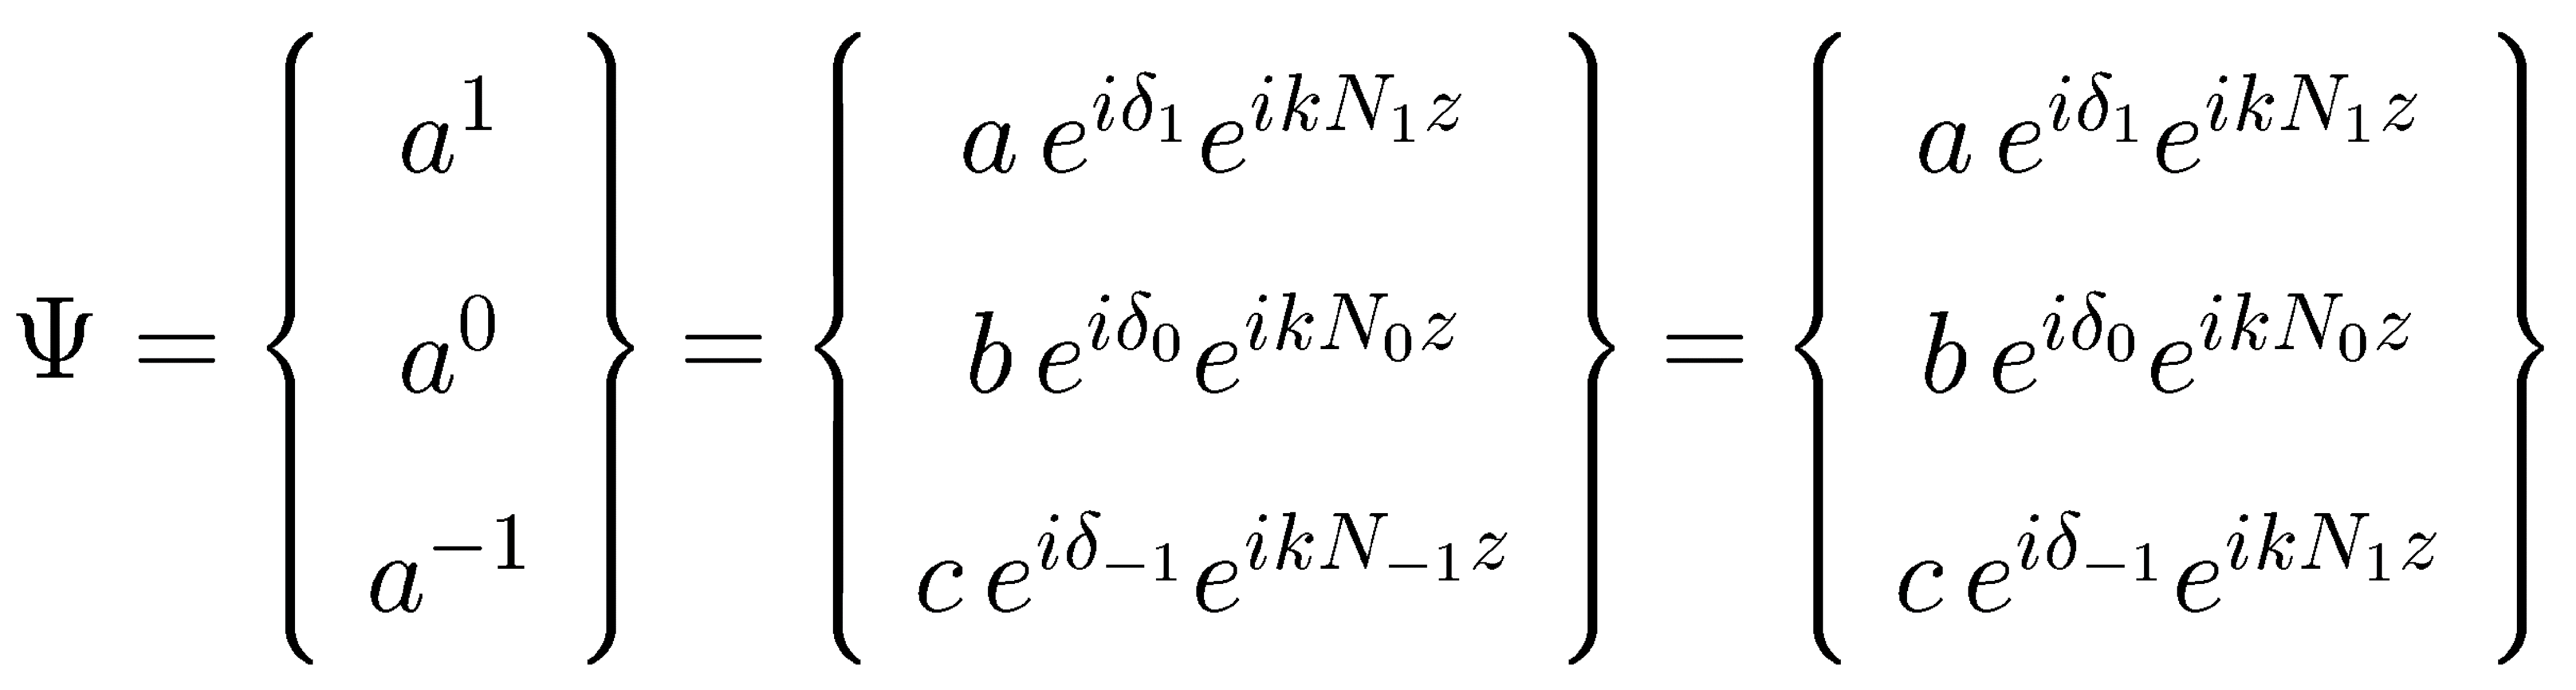 Ψ = { a^1 a^0 a^{-1} } = { a e^{iδ_1} e^{ikN_1 z} b e^{iδ_0} e^{ikN_0 z} c e^{iδ_{-1}} e^{ikN_{-1} z} } = { a e^{iδ_1} e^{ikN_1 z} b e^{iδ_0} e^{ikN_0 z} c e^{iδ_{-1}} e^{ikN_1 z} }